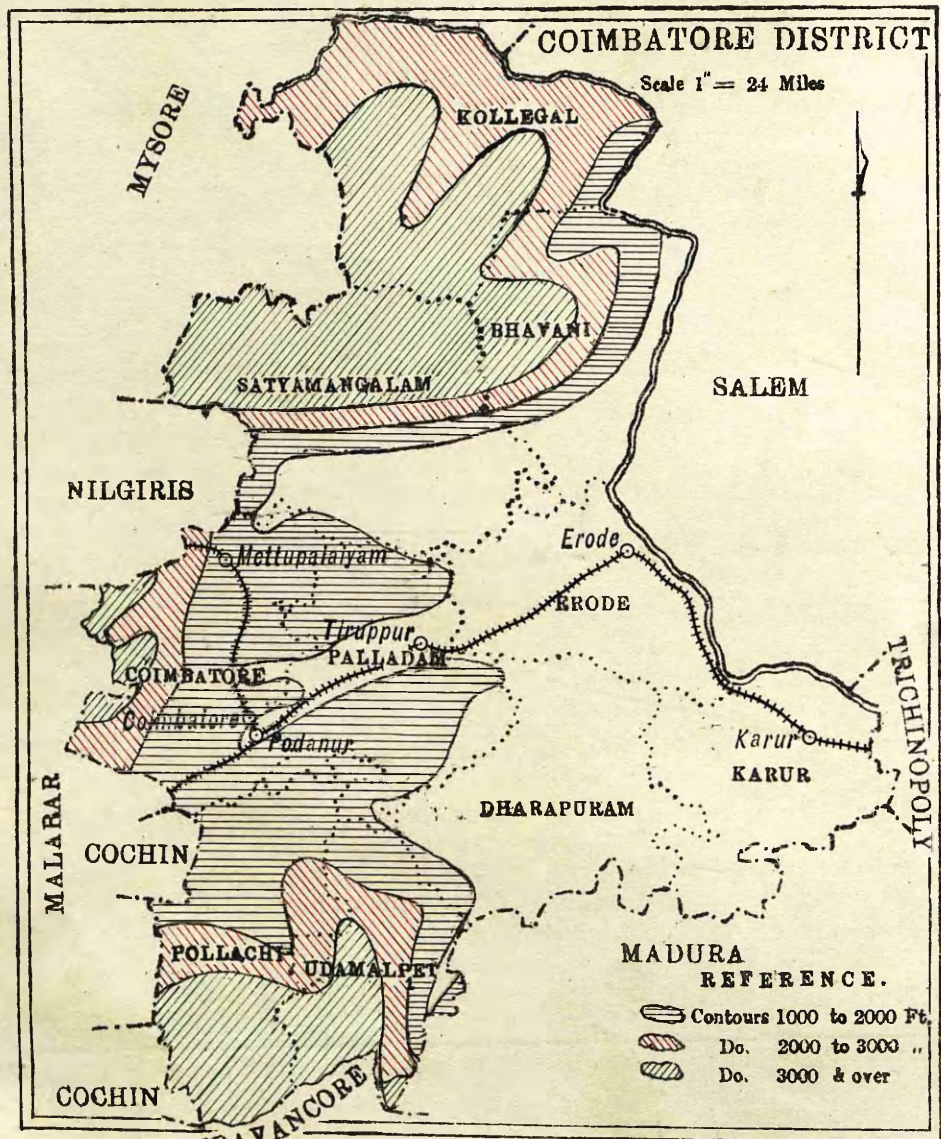 COIMBATORE DISTRICT
Scale 1" = 24 Miles
MYSORE
KOLLEGAL
BHAVANI
SATYAMANGALAM
SALEM
NILGIRIS
Mettupalaiyam
Erode
ERODE
Tiruppur
PALLADAM
COIMBATORE
Coimbatore
Podanur
TRICHINOPOLY
Karur
KARUR
DHARAPURAM
MALABAR
COCHIN
POLLACHI
UDAMALPET
MADURA
REFERENCE.
Contours 1000 to 2000 Ft.
Do. 2000 to 3000 „
Do. 3000 & over
COCHIN
TRAVANCORE